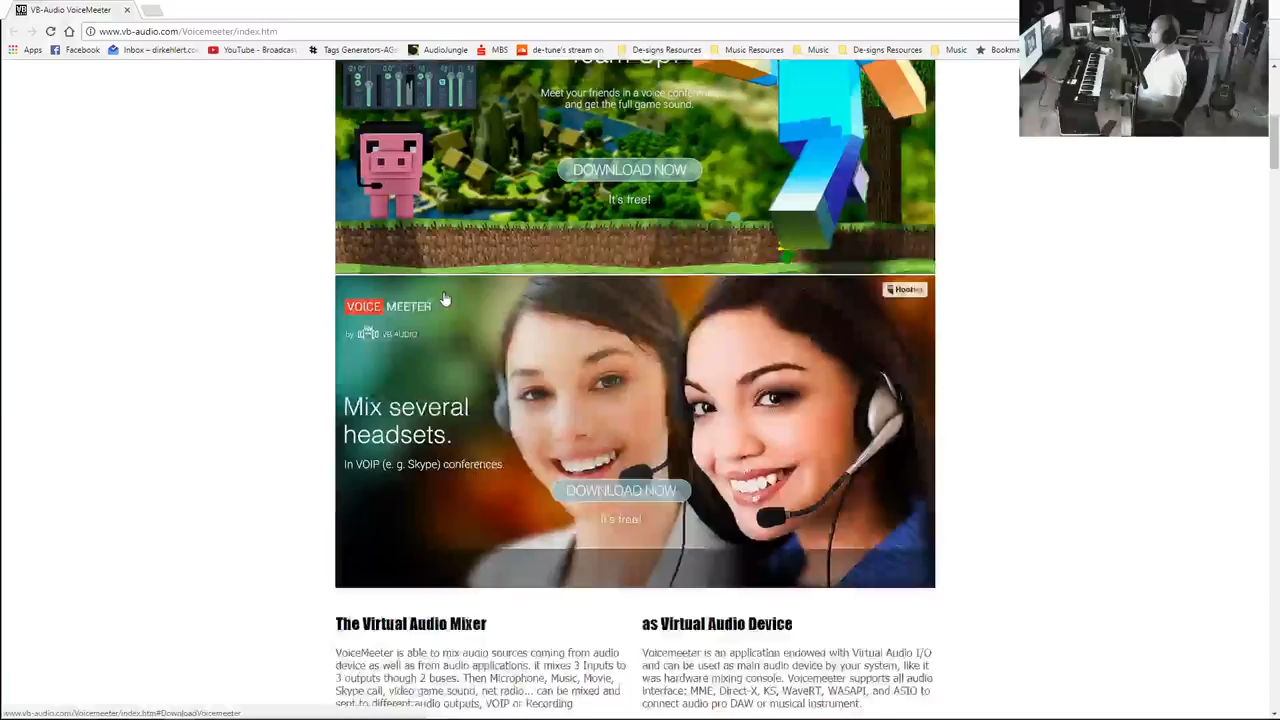 VB-Audio VoiceMeeter
www.vb-audio.com/Voicemeeter/index.htm
Apps Facebook Inbox – dirkehlert.co YouTube - Broadcast Tags Generators-AG AudioJungle MBS de-tune's stream on De-signs Resources Music Resources Music De-signs Resources Music Bookma
Team Up!
Meet your friends in a voice conference
and get the full game sound.
DOWNLOAD NOW
It's free!
VOICE MEETER
by VB-AUDIO
Mix several
headsets.
In VOIP (e. g. Skype) conferences.
DOWNLOAD NOW
It's free!
The Virtual Audio Mixer
VoiceMeeter is able to mix audio sources coming from audio
device as well as from audio applications. it mixes 3 Inputs to
3 outputs though 2 buses. Then Microphone, Music, Movie,
Skype call, video game sound, net radio... can be mixed and
sent to different audio outputs, VOIP or Recording
as Virtual Audio Device
Voicemeeter is an application endowed with Virtual Audio I/O
and can be used as main audio device by your system, like it
was hardware mixing console. Voicemeeter supports all audio
interface: MME, Direct-X, KS, WaveRT, WASAPI, and ASIO to
connect audio pro DAW or musical instrument.
www.vb-audio.com/Voicemeeter/index.htm#DownloadVoicemeeter